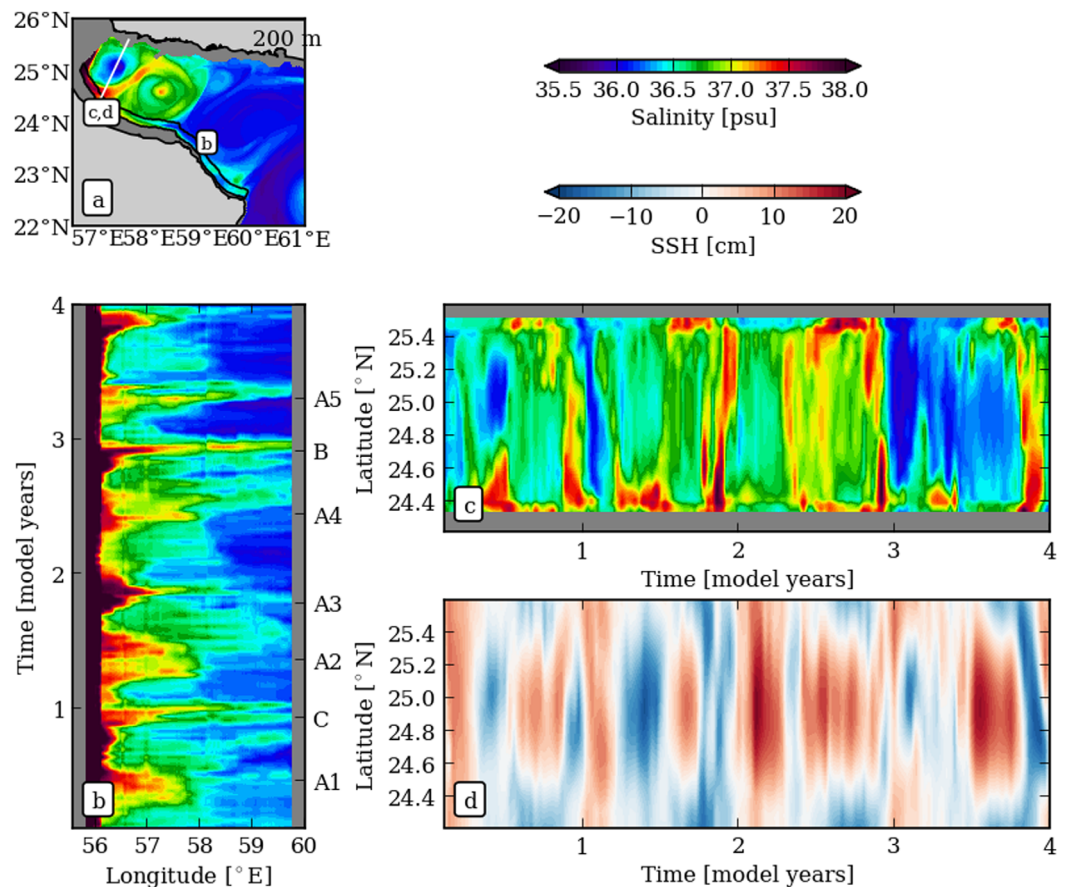 26°N
25°N
24°N
23°N
22°N
57°E 58°E 59°E 60°E 61°E
200 m
c,d
b
a
35.5 36.0 36.5 37.0 37.5 38.0
Salinity [psu]
−20 −10 0 10 20
SSH [cm]
4
3
2
1
Time [model years]
56 57 58 59 60
Longitude [°E]
A5
B
A4
A3
A2
C
A1
b
25.4
25.2
25.0
24.8
24.6
24.4
Latitude [°N]
c
1 2 3 4
Time [model years]
25.4
25.2
25.0
24.8
24.6
24.4
Latitude [°N]
d
1 2 3 4
Time [model years]